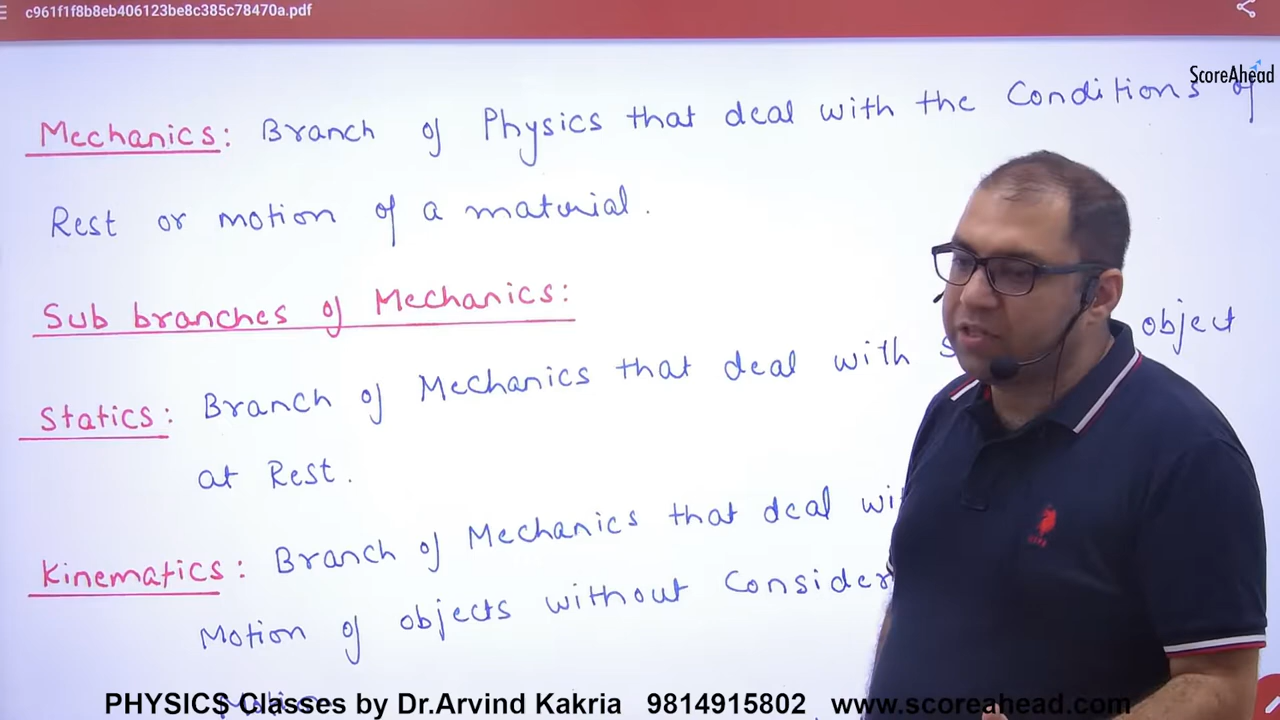 c961f1f8b8eb406123be8c385c78470a.pdf
ScoreAhead
Mechanics: Branch of Physics that deal with the Conditions of
Rest or motion of a material.
Sub branches of Mechanics:
Statics: Branch of Mechanics that deal with object
at Rest.
Kinematics: Branch of Mechanics that deal
Motion of objects without Consider
PHYSICS Classes by Dr.Arvind Kakria 9814915802 www.scoreahead.com